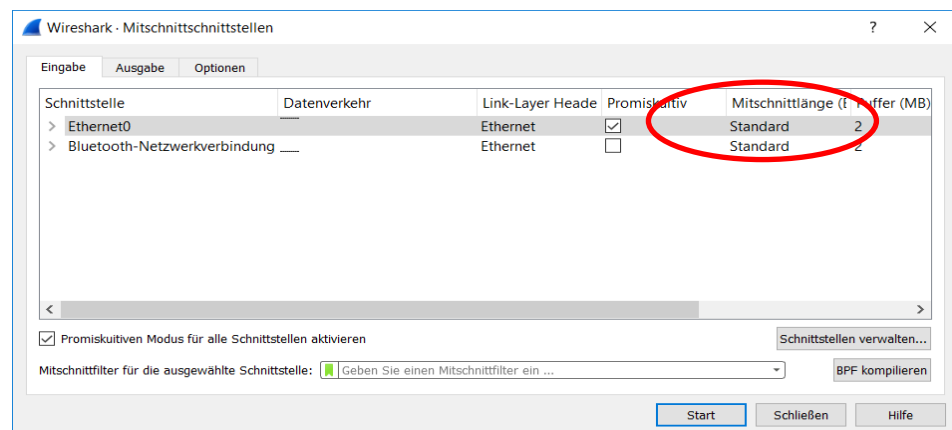 Wireshark · Mitschnittschnittstellen ? ×
Eingabe Ausgabe Optionen
Schnittstelle Datenverkehr Link-Layer Heade Promiskuitiv Mitschnittlänge (B Puffer (MB)
Ethernet0 Ethernet Standard 2
Bluetooth-Netzwerkverbindung Ethernet Standard 2
Promiskuitiven Modus für alle Schnittstellen aktivieren Schnittstellen verwalten...
Mitschnittfilter für die ausgewählte Schnittstelle: Geben Sie einen Mitschnittfilter ein ... BPF kompilieren
Start Schließen Hilfe